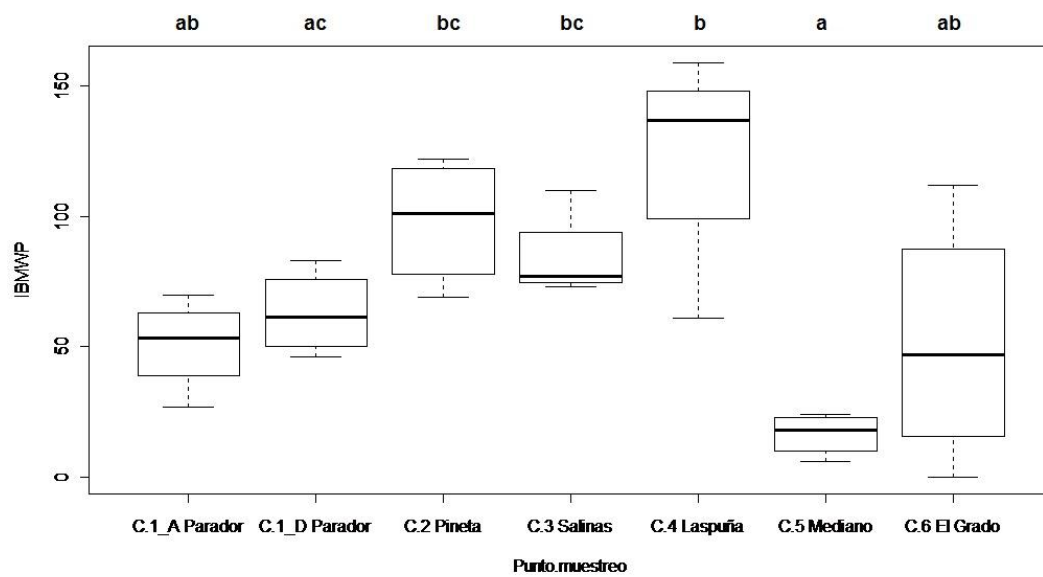 ab ac bc bc b a ab
IBMWP
150
100
50
0
C.1_A Parador C.1_D Parador C.2 Pineta C.3 Salinas C.4 Laspuña C.5 Mediano C.6 El Grado
Punto.muestreo